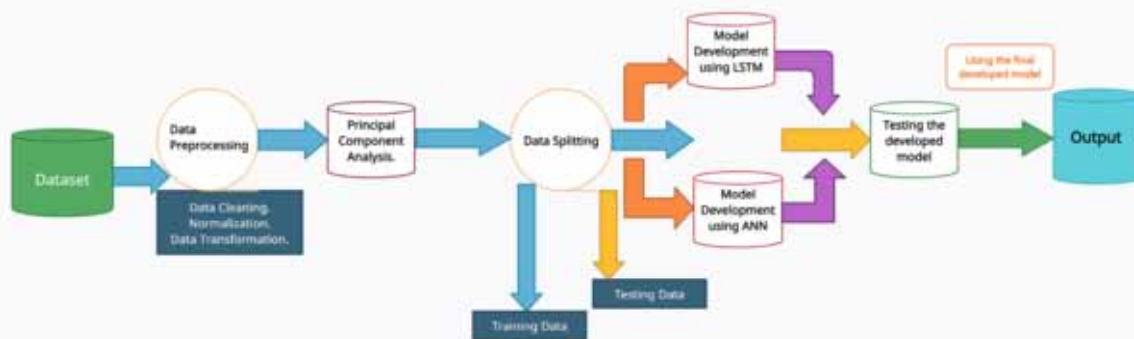 Dataset
Data
Preprocessing
Data Cleaning.
Normalization.
Data Transformation.
Principal
Component
Analysis.
Data Splitting
Training Data
Testing Data
Model
Development
using LSTM
Model
Development
using ANN
Testing the
developed
model
Using the final
developed model
Output